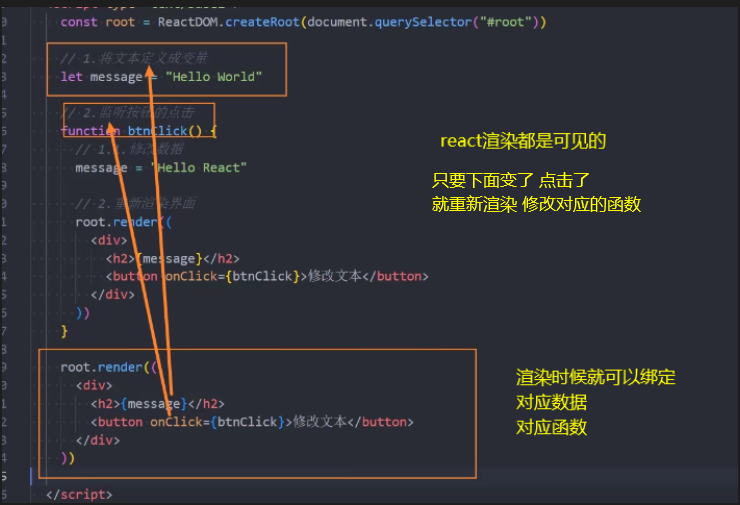 const root = ReactDOM.createRoot(document.querySelector("#root"))
// 1.将文本定义成变量
let message = "Hello World"
// 2.监听按钮的点击
function btnClick() {
// 1.1.修改数据
message = "Hello React"
// 2.重新渲染界面
root.render((
<div>
<h2>{message}</h2>
<button onClick={btnClick}>修改文本</button>
</div>
))
}
react渲染都是可见的
只要下面变了 点击了
就重新渲染 修改对应的函数
root.render((
<div>
<h2>{message}</h2>
<button onClick={btnClick}>修改文本</button>
</div>
))
渲染时候就可以绑定
对应数据
对应函数
</script>